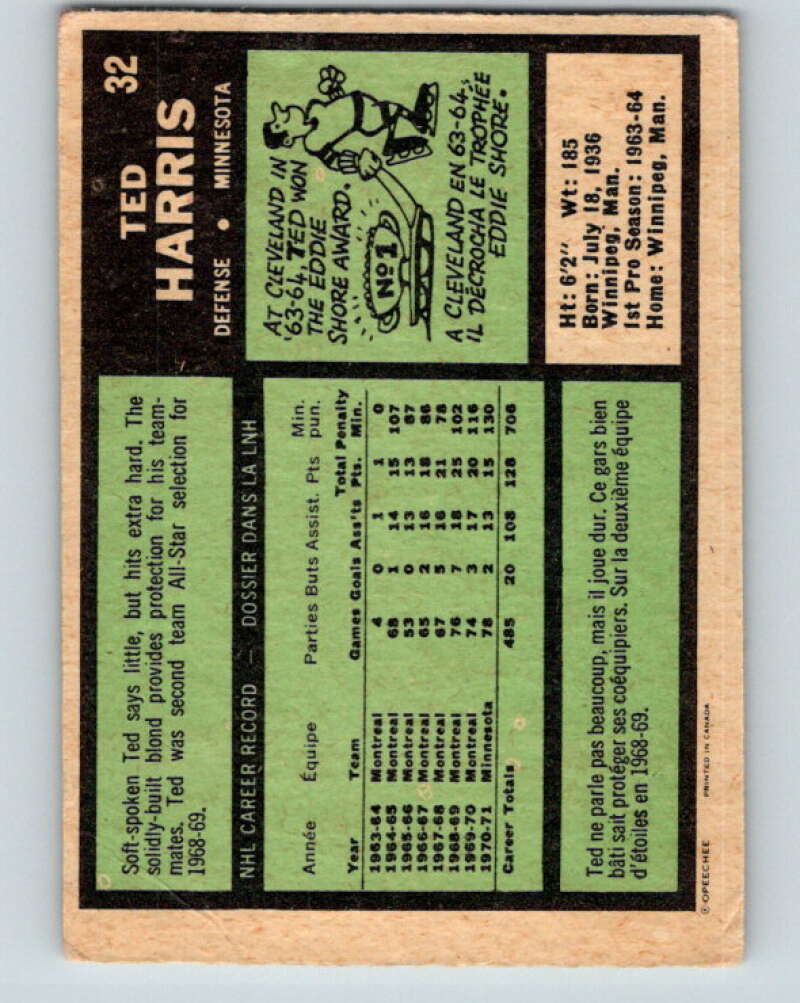 32
TED
HARRIS
DEFENSE • MINNESOTA
Soft-spoken Ted says little, but hits extra hard. The
solidly-built blond provides protection for his team-
mates. Ted was second team All-Star selection for
1968-69.
AT CLEVELAND IN
'63-64, TED WON
THE EDDIE
SHORE AWARD.
Nº1
A CLEVELAND EN 63-64,
IL DÉCROCHA LE TROPHÉE
EDDIE SHORE.
NHL CAREER RECORD — DOSSIER DANS LA LNH
Année Équipe Parties Buts Assist. Pts Min. pun.
Year Team Games Goals Ass'ts Total Pts. Penalty Min.
1963-64 Montreal 4 0 1 1 0
1964-65 Montreal 68 1 14 15 107
1965-66 Montreal 53 0 13 13 87
1966-67 Montreal 65 2 16 18 86
1967-68 Montreal 67 5 16 21 78
1968-69 Montreal 76 7 18 25 102
1969-70 Montreal 74 3 17 20 116
1970-71 Minnesota 78 2 13 15 130
Career Totals 485 20 108 128 706
Ht: 6'2" Wt: 185
Born: July 18, 1936
Winnipeg, Man.
1st Pro Season: 1963-64
Home: Winnipeg, Man.
Ted ne parle pas beaucoup, mais il joue dur. Ce gars bien
bâti sait protéger ses coéquipiers. Sur la deuxième équipe
d'étoiles en 1968-69.
© OPEECHEE PRINTED IN CANADA